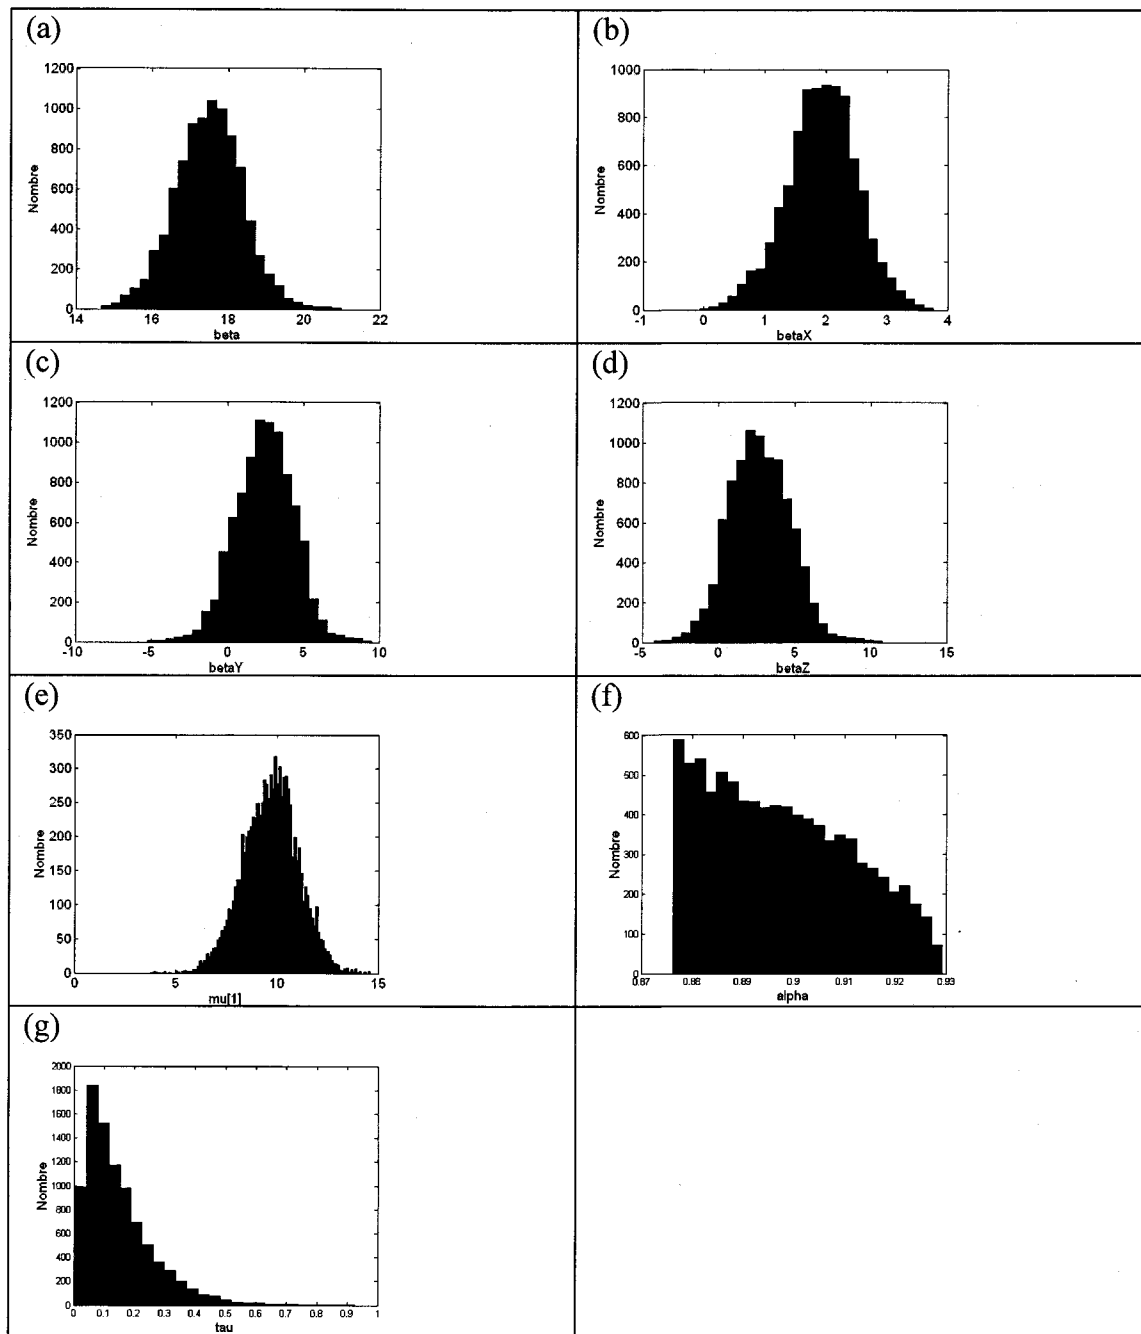 (a)
1200
1000
800
600
400
200
0
Nombre
14 16 18 20 22
beta
(b)
1000
800
600
400
200
0
Nombre
-1 0 1 2 3 4
betaX
(c)
1200
1000
800
600
400
200
0
Nombre
-10 -5 0 5 10
betaY
(d)
1200
1000
800
600
400
200
0
Nombre
-5 0 5 10 15
betaZ
(e)
350
300
250
200
150
100
50
0
Nombre
0 5 10 15
mu[1]
(f)
600
500
400
300
200
100
0
Nombre
0.87 0.88 0.89 0.9 0.91 0.92 0.93
alpha
(g)
2000
1800
1600
1400
1200
1000
800
600
400
200
0
Nombre
0 0.1 0.2 0.3 0.4 0.5 0.6 0.7 0.8 0.9 1
tau